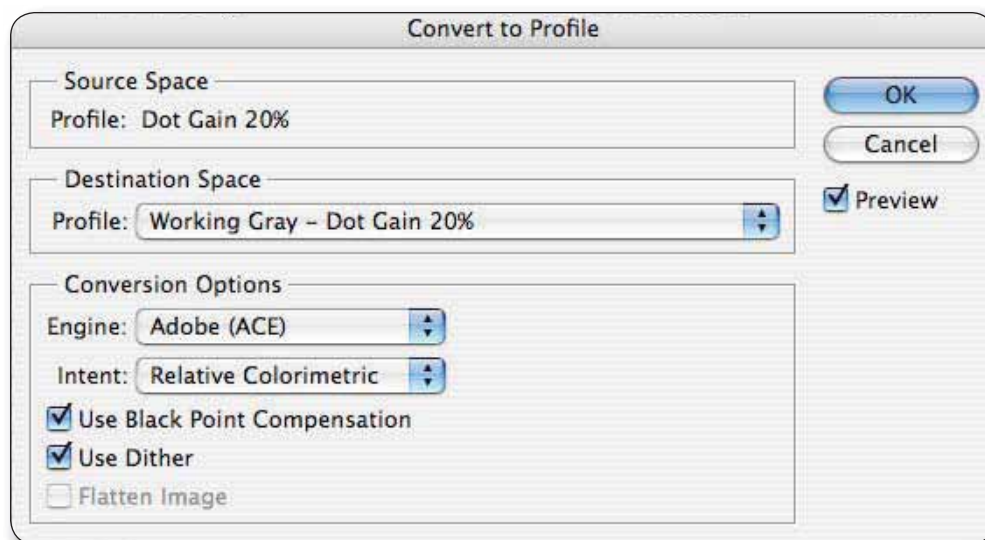 Convert to Profile
Source Space
Profile: Dot Gain 20%
OK
Cancel
Preview
Destination Space
Profile: Working Gray – Dot Gain 20%
Conversion Options
Engine: Adobe (ACE)
Intent: Relative Colorimetric
Use Black Point Compensation
Use Dither
Flatten Image